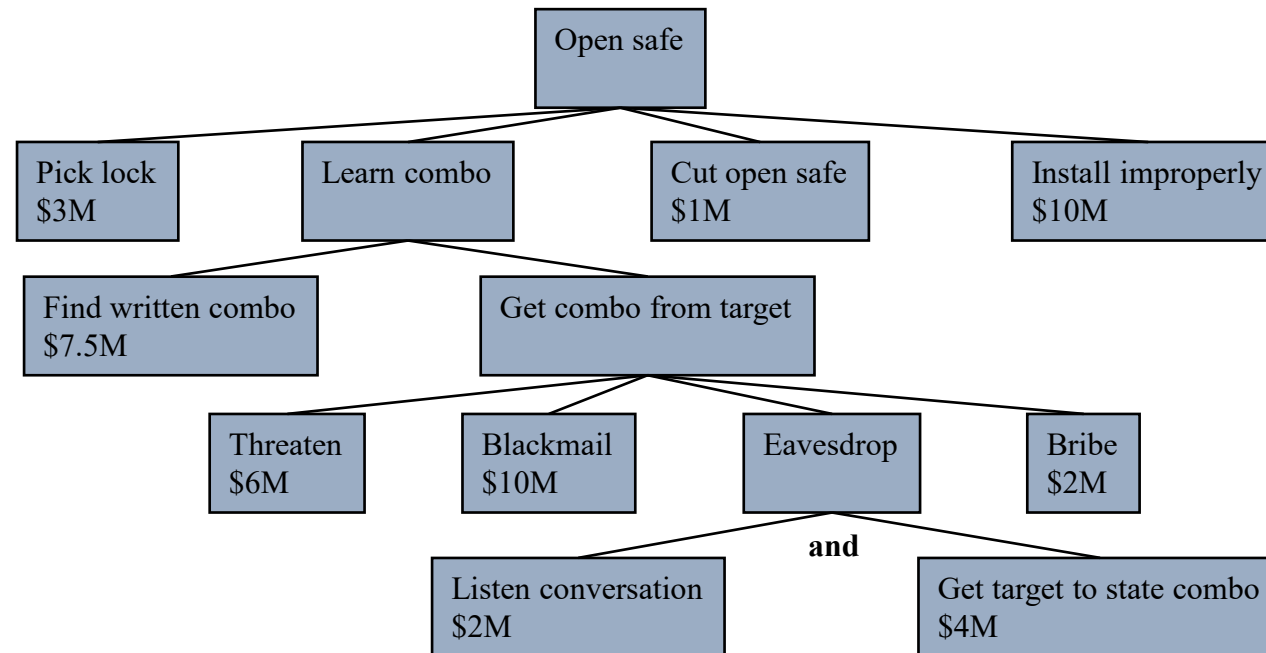 Open safe
Pick lock
$3M
Learn combo
Cut open safe
$1M
Install improperly
$10M
Find written combo
$7.5M
Get combo from target
Threaten
$6M
Blackmail
$10M
Eavesdrop
Bribe
$2M
and
Listen conversation
$2M
Get target to state combo
$4M